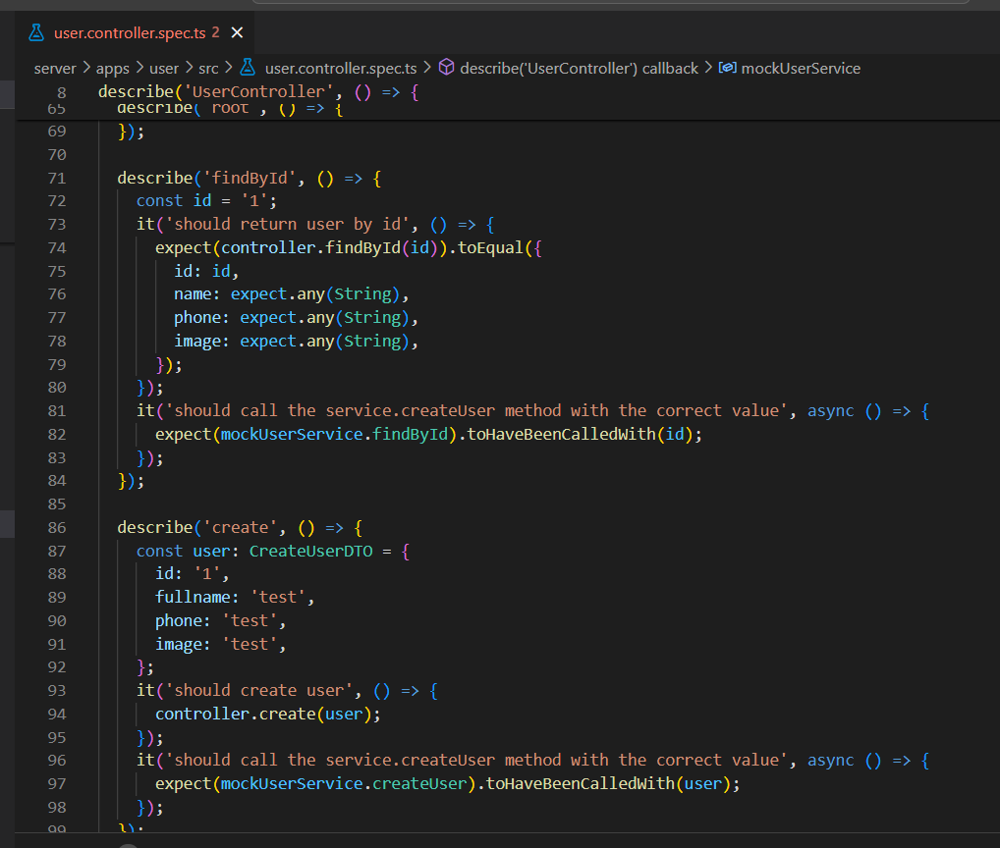 user.controller.spec.ts 2 ×
server > apps > user > src > user.controller.spec.ts > describe('UserController') callback > mockUserService
8 describe('UserController', () => {
65 describe('root', () => {
69 });
70
71 describe('findById', () => {
72 const id = '1';
73 it('should return user by id', () => {
74 expect(controller.findById(id)).toEqual({
75 id: id,
76 name: expect.any(String),
77 phone: expect.any(String),
78 image: expect.any(String),
79 });
80 });
81 it('should call the service.createUser method with the correct value', async () => {
82 expect(mockUserService.findById).toHaveBeenCalledWith(id);
83 });
84 });
85
86 describe('create', () => {
87 const user: CreateUserDTO = {
88 id: '1',
89 fullname: 'test',
90 phone: 'test',
91 image: 'test',
92 };
93 it('should create user', () => {
94 controller.create(user);
95 });
96 it('should call the service.createUser method with the correct value', async () => {
97 expect(mockUserService.createUser).toHaveBeenCalledWith(user);
98 });
99 });